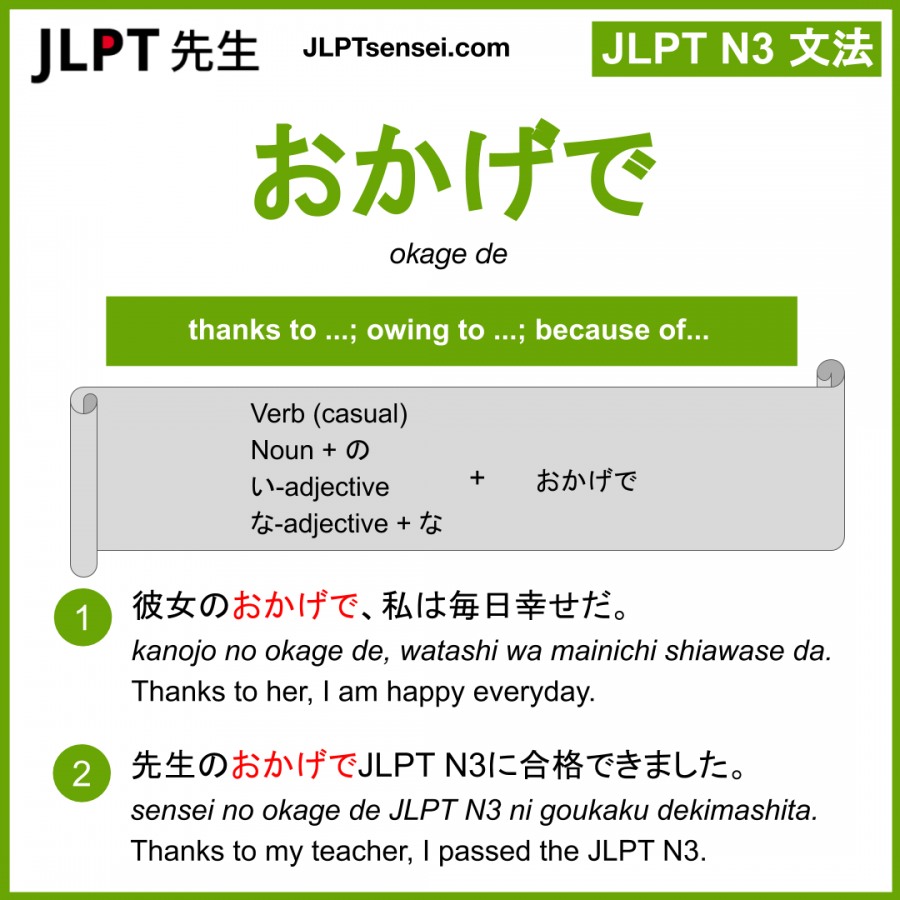 JLPT 先生
JLPTsensei.com
JLPT N3 文法
おかげで
okage de
thanks to ...; owing to ...; because of...
Verb (casual)
Noun + の
い-adjective
な-adjective + な
+ おかげで
1
彼女のおかげで、私は毎日幸せだ。
kanojo no okage de, watashi wa mainichi shiawase da.
Thanks to her, I am happy everyday.
2
先生のおかげでJLPT N3に合格できました。
sensei no okage de JLPT N3 ni goukaku dekimashita.
Thanks to my teacher, I passed the JLPT N3.